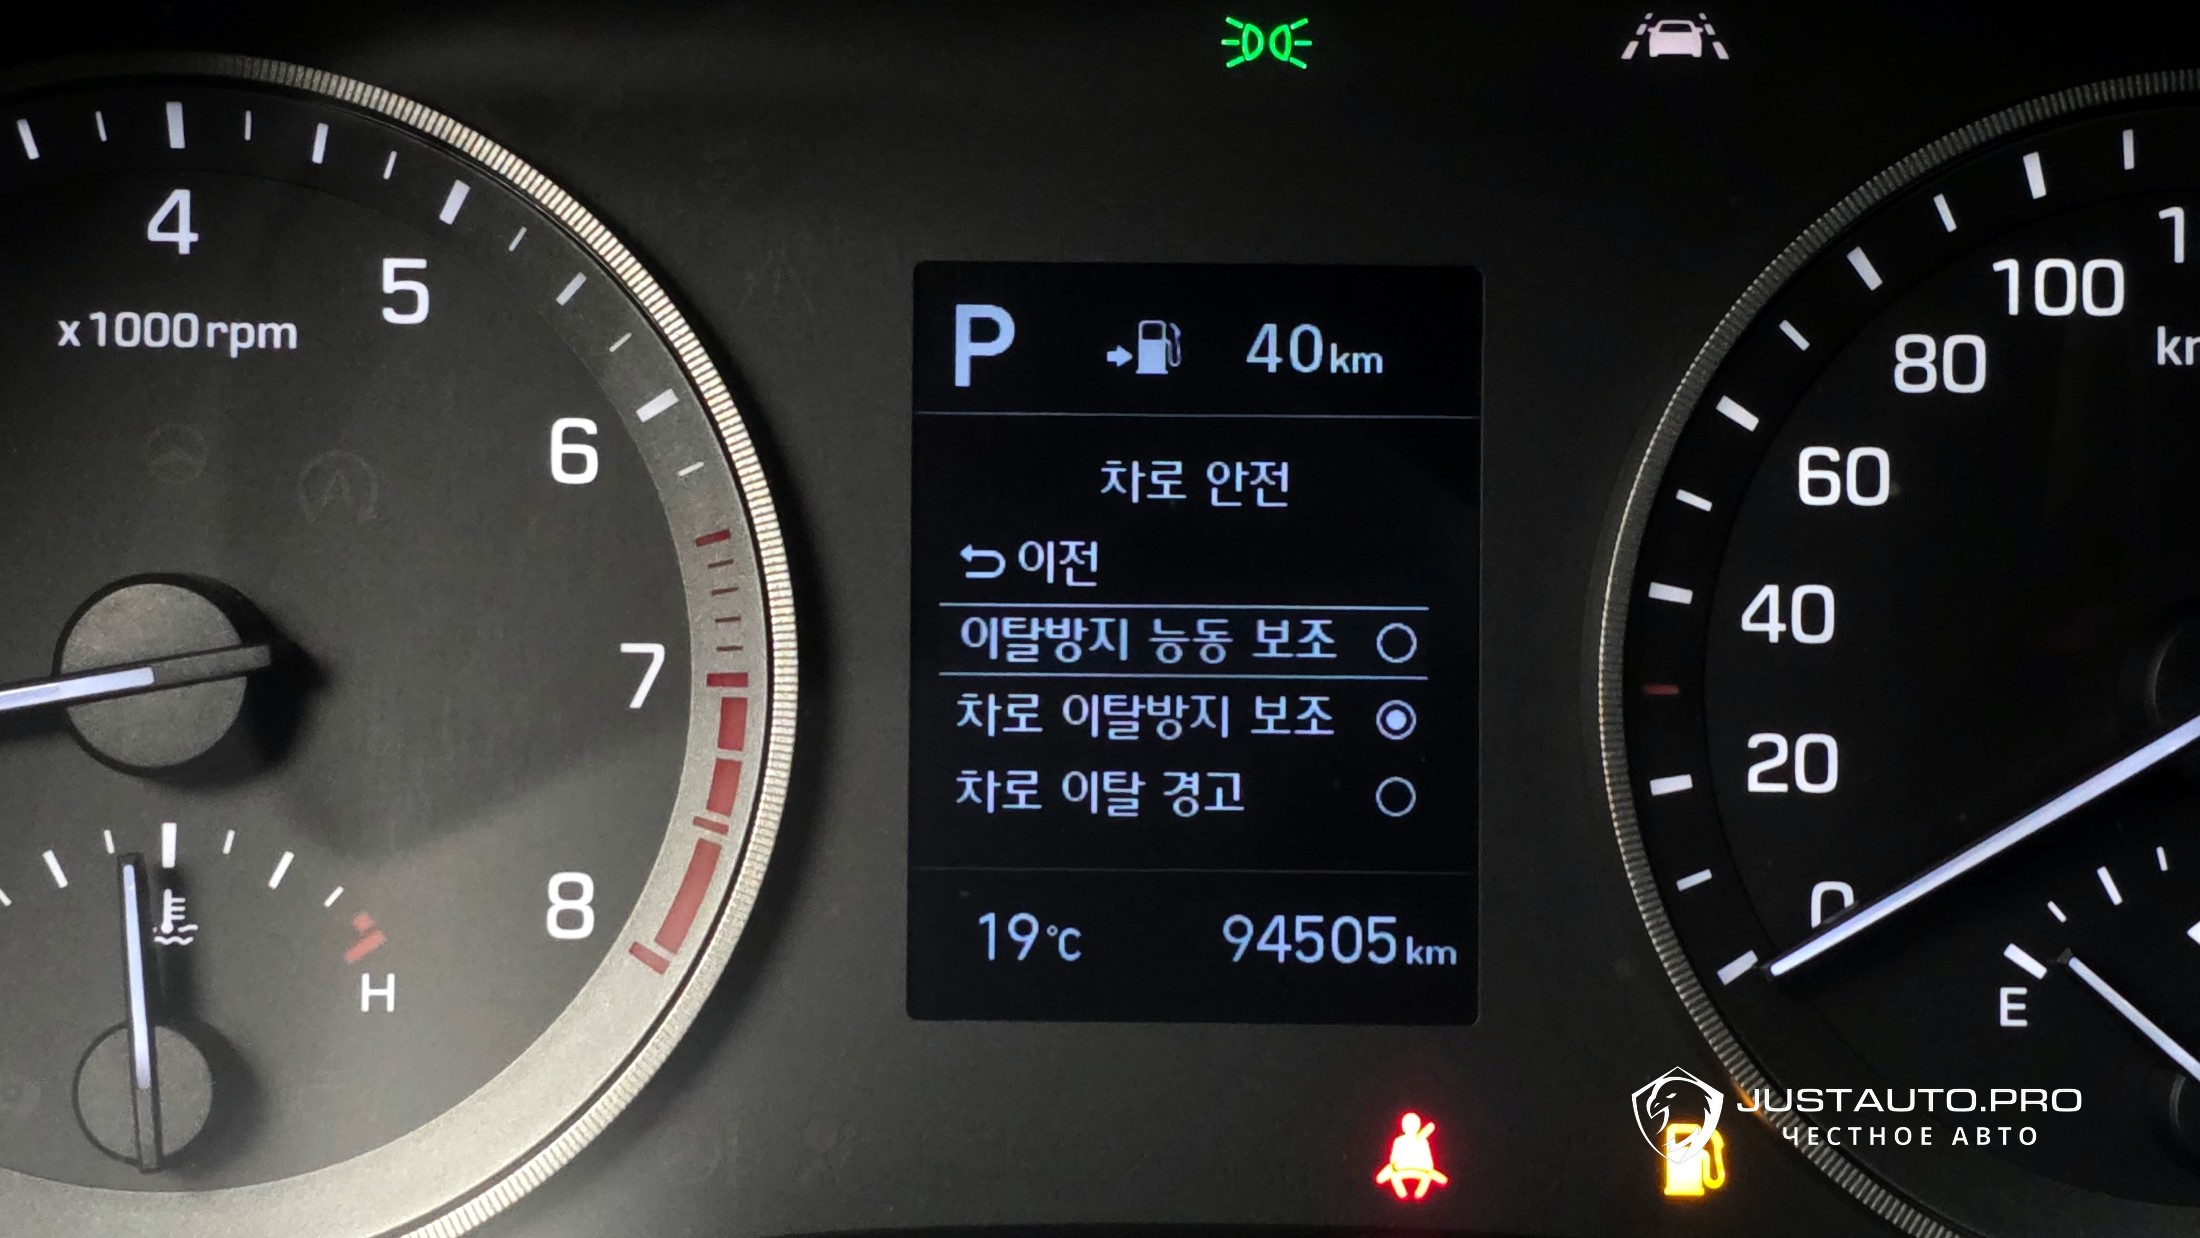 4
5
x1000rpm
6
7
8
H
P
40km
차로 안전
이전
이탈방지 능동 보조
차로 이탈방지 보조
차로 이탈 경고
19°C
94505km
100
80
60
40
20
0
E
A
JUSTAUTO.PRO
ЧЕСТНОЕ АВТО